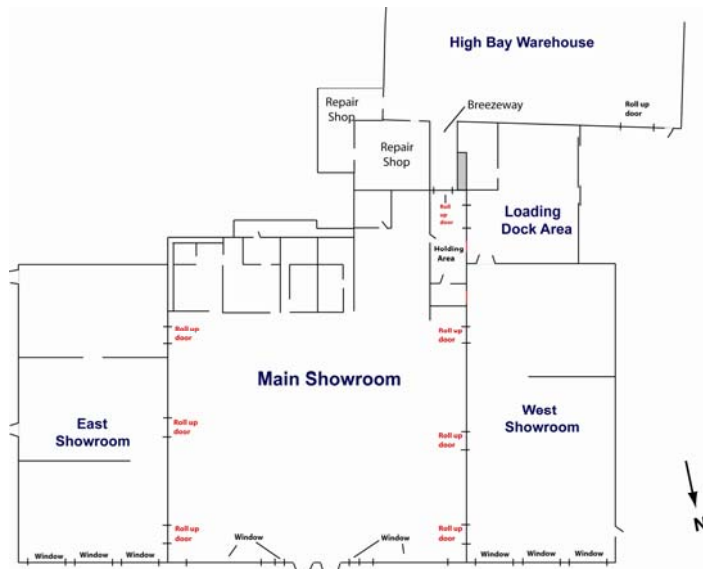 High Bay Warehouse
Roll up
door
Repair
Shop
Breezeway
Repair
Shop
Roll
up
door
Loading
Dock Area
Holding
Area
Roll up
door
Roll up
door
Main Showroom
East
Showroom
Roll up
door
Roll up
door
West
Showroom
Roll up
door
Roll up
door
Window
Window
Window
Window
Window
Window
Window
Window
N